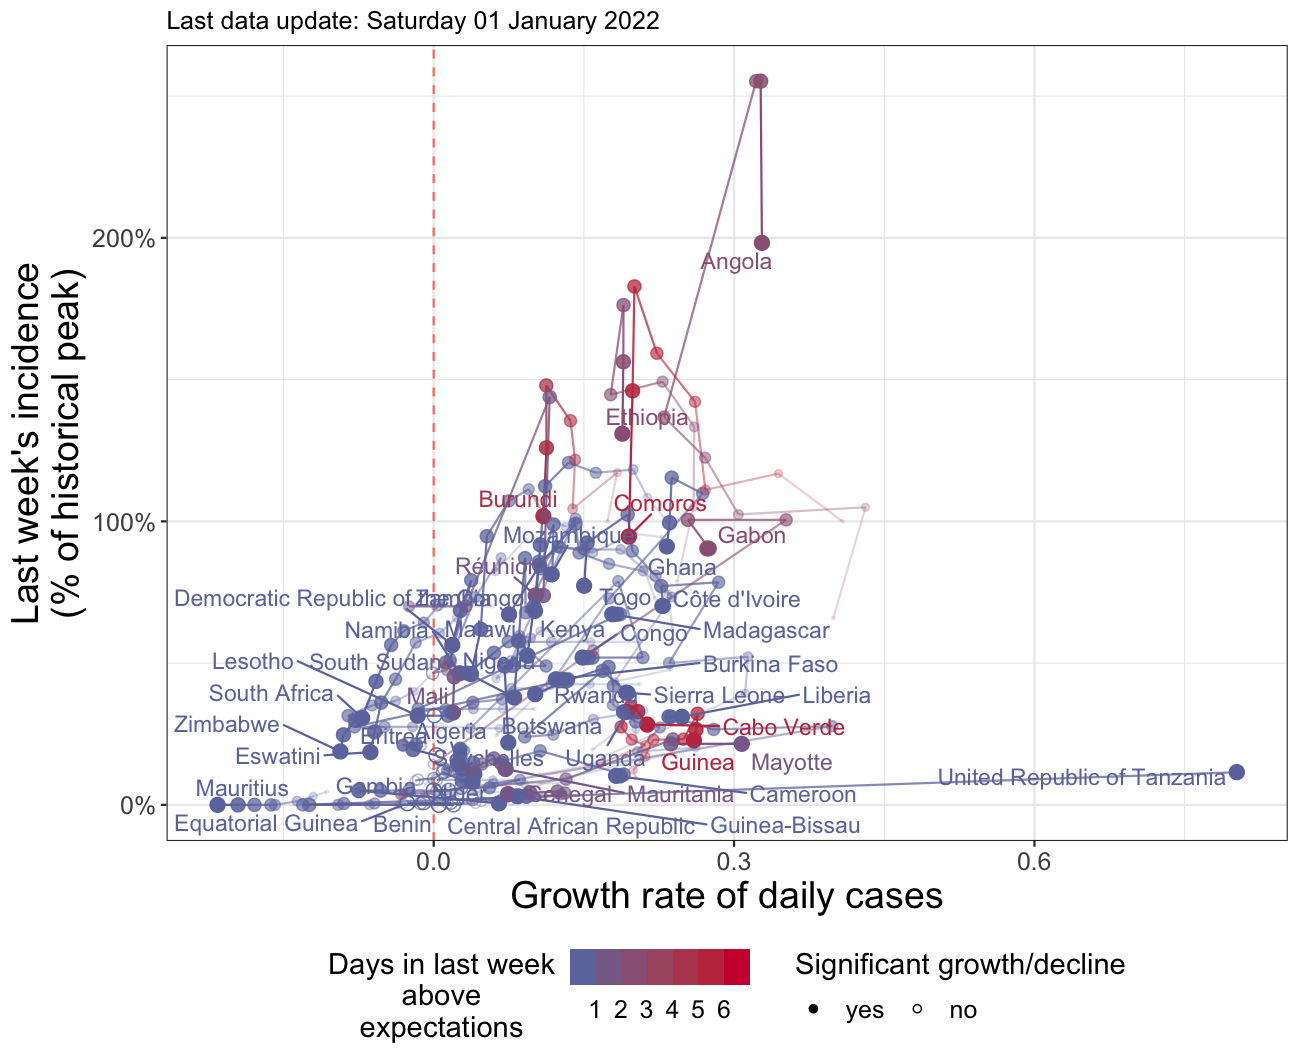 Last data update: Saturday 01 January 2022
Last week's incidence
(% of historical peak)
200%
100%
0%
Angola
Ethiopia
Burundi
Comoros
Mozambique
Gabon
Réunion
Ghana
Democratic Republic of the Congo
Zambia
Togo
Côte d'Ivoire
Namibia
Malawi
Kenya
Congo
Madagascar
Lesotho
South Sudan
Nigeria
Burkina Faso
South Africa
Mali
Rwanda
Sierra Leone
Liberia
Zimbabwe
Eritrea
Algeria
Botswana
Cabo Verde
Eswatini
Seychelles
Uganda
Guinea
Mayotte
United Republic of Tanzania
Mauritius
Gambia
Niger
Senegal
Mauritania
Cameroon
Equatorial Guinea
Benin
Central African Republic
Guinea-Bissau
0.0
0.3
0.6
Growth rate of daily cases
Days in last week
above
expectations
1 2 3 4 5 6
Significant growth/decline
yes
no